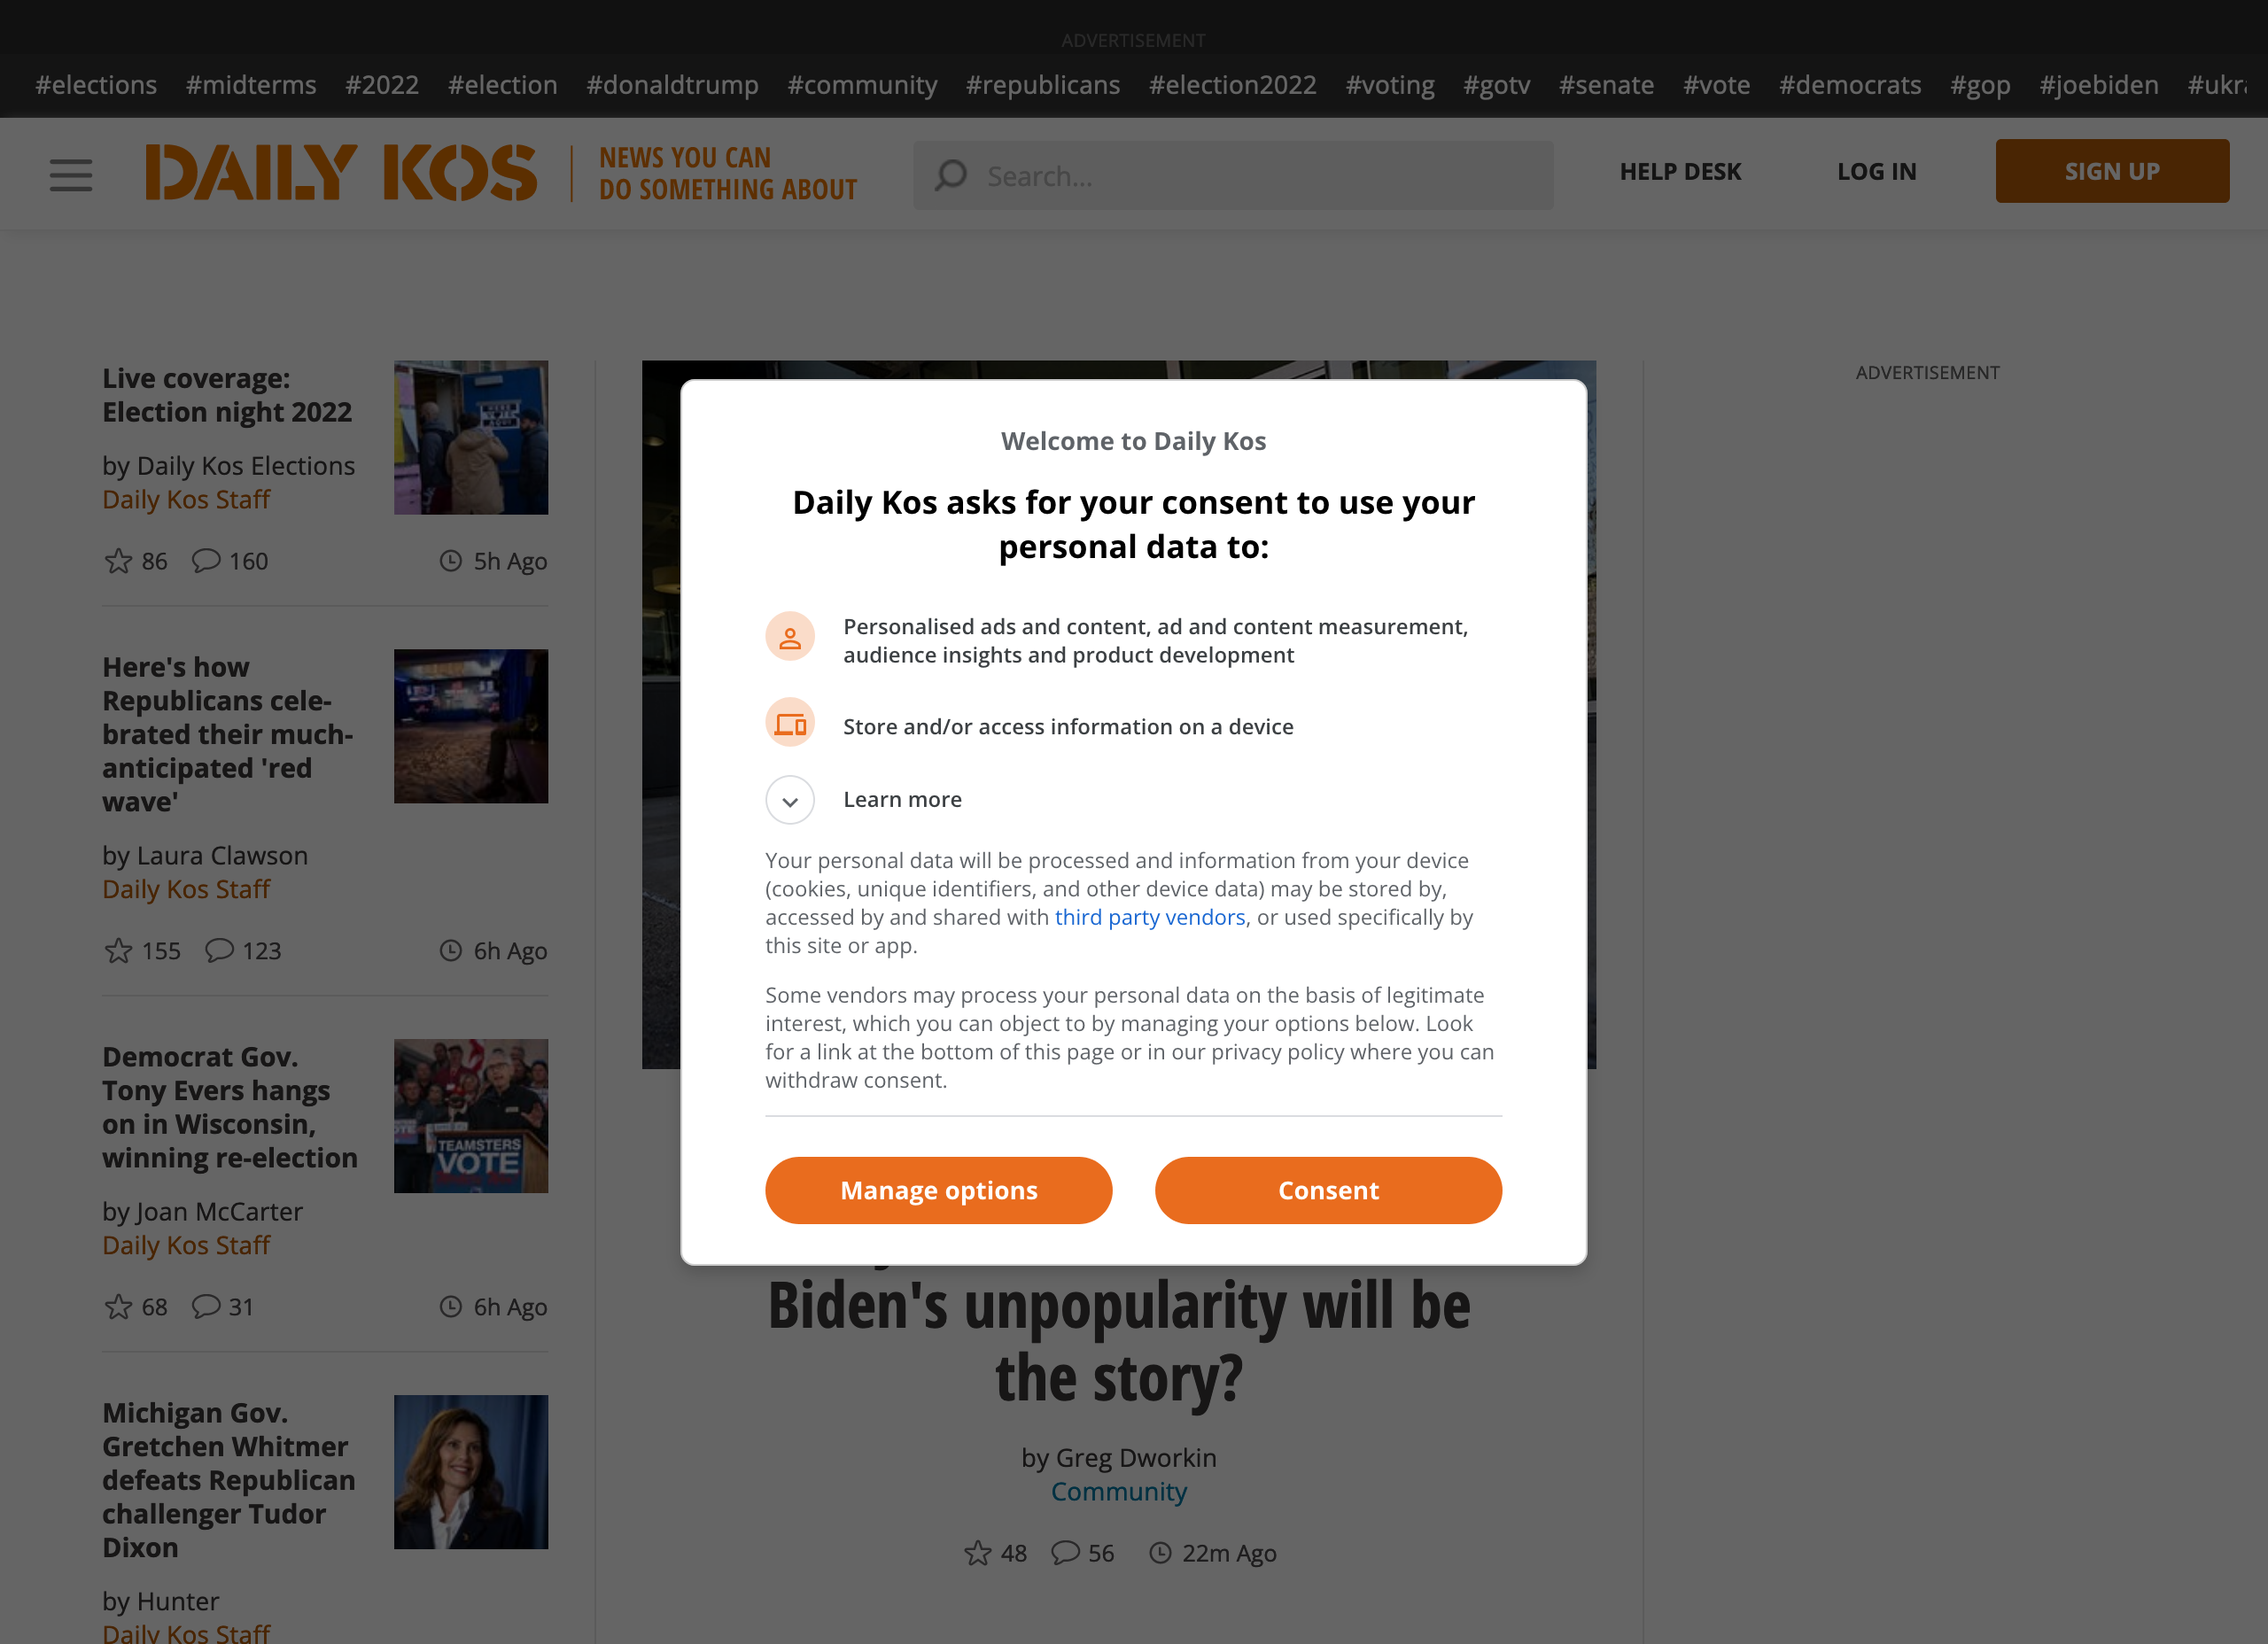 ADVERTISEMENT
#elections #midterms #2022 #election #donaldtrump #community #republicans #election2022 #voting #gotv #senate #vote #democrats #gop #joebiden #ukr
DAILY KOS
NEWS YOU CAN
DO SOMETHING ABOUT
Search...
HELP DESK
LOG IN
SIGN UP
Live coverage:
Election night 2022
by Daily Kos Elections
Daily Kos Staff
86 160 5h Ago
Here's how
Republicans cele-
brated their much-
anticipated 'red
wave'
by Laura Clawson
Daily Kos Staff
155 123 6h Ago
Democrat Gov.
Tony Evers hangs
on in Wisconsin,
winning re-election
TEAMSTERS
VOTE
by Joan McCarter
Daily Kos Staff
68 31 6h Ago
Michigan Gov.
Gretchen Whitmer
defeats Republican
challenger Tudor
Dixon
by Hunter
Daily Kos Staff
Welcome to Daily Kos
Daily Kos asks for your consent to use your
personal data to:
Personalised ads and content, ad and content measurement,
audience insights and product development
Store and/or access information on a device
Learn more
Your personal data will be processed and information from your device
(cookies, unique identifiers, and other device data) may be stored by,
accessed by and shared with third party vendors, or used specifically by
this site or app.
Some vendors may process your personal data on the basis of legitimate
interest, which you can object to by managing your options below. Look
for a link at the bottom of this page or in our privacy policy where you can
withdraw consent.
Manage options
Consent
Biden's unpopularity will be
the story?
by Greg Dworkin
Community
48 56 22m Ago
ADVERTISEMENT